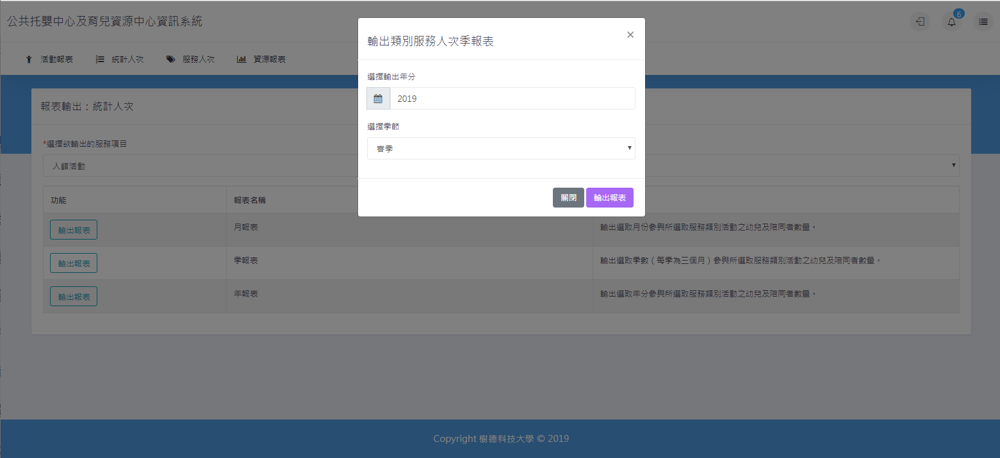 公共托嬰中心及育兒資源中心資訊系統
6
活動報表
統計人次
服務人次
資源報表
輸出類別服務人次季報表
×
選擇輸出年分
2019
選擇季節
春季
關閉
輸出報表
報表輸出：統計人次
*選擇欲輸出的服務項目
入館活動
功能
報表名稱
輸出報表
月報表
輸出選取月份參與所選取服務類別活動之幼兒及陪同者數量。
輸出報表
季報表
輸出選取季數（每季為三個月）參與所選取服務類別活動之幼兒及陪同者數量。
輸出報表
年報表
輸出選取年分參與所選取服務類別活動之幼兒及陪同者數量。
Copyright 樹德科技大學 © 2019